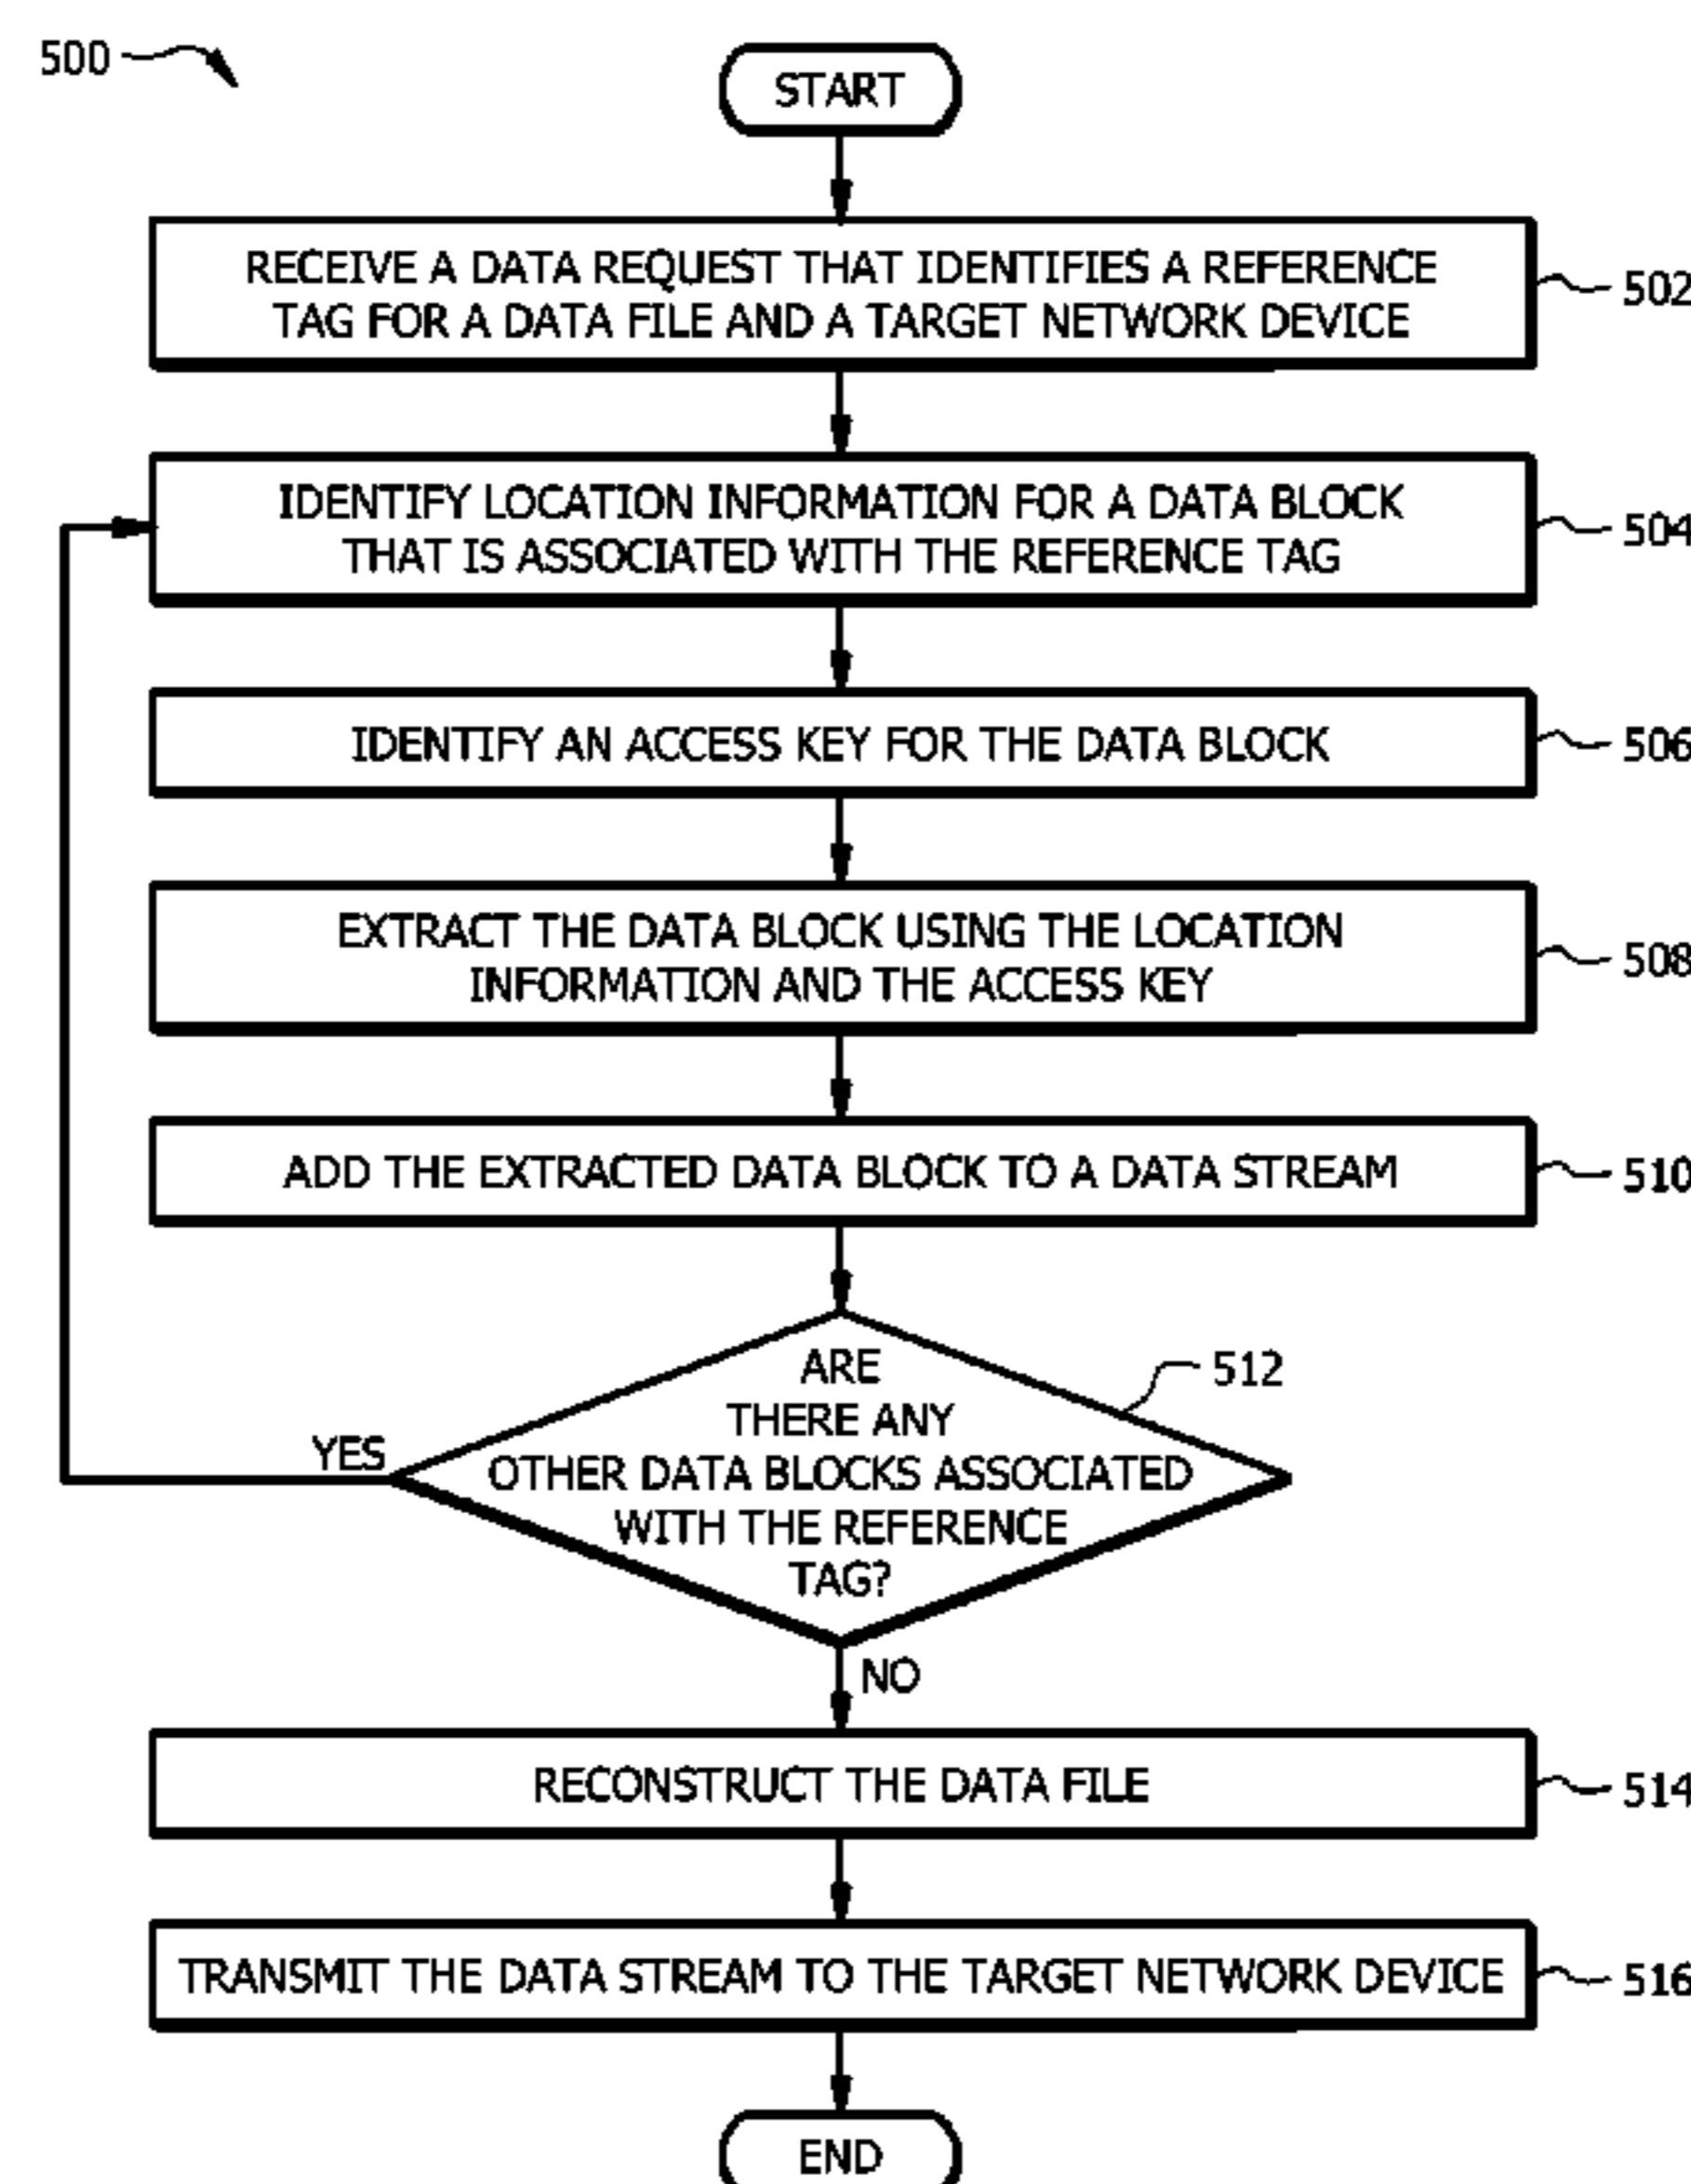 500
START
RECEIVE A DATA REQUEST THAT IDENTIFIES A REFERENCE
TAG FOR A DATA FILE AND A TARGET NETWORK DEVICE
502
IDENTIFY LOCATION INFORMATION FOR A DATA BLOCK
THAT IS ASSOCIATED WITH THE REFERENCE TAG
504
IDENTIFY AN ACCESS KEY FOR THE DATA BLOCK
506
EXTRACT THE DATA BLOCK USING THE LOCATION
INFORMATION AND THE ACCESS KEY
508
ADD THE EXTRACTED DATA BLOCK TO A DATA STREAM
510
ARE
THERE ANY
OTHER DATA BLOCKS ASSOCIATED
WITH THE REFERENCE
TAG?
512
YES
NO
RECONSTRUCT THE DATA FILE
514
TRANSMIT THE DATA STREAM TO THE TARGET NETWORK DEVICE
516
END